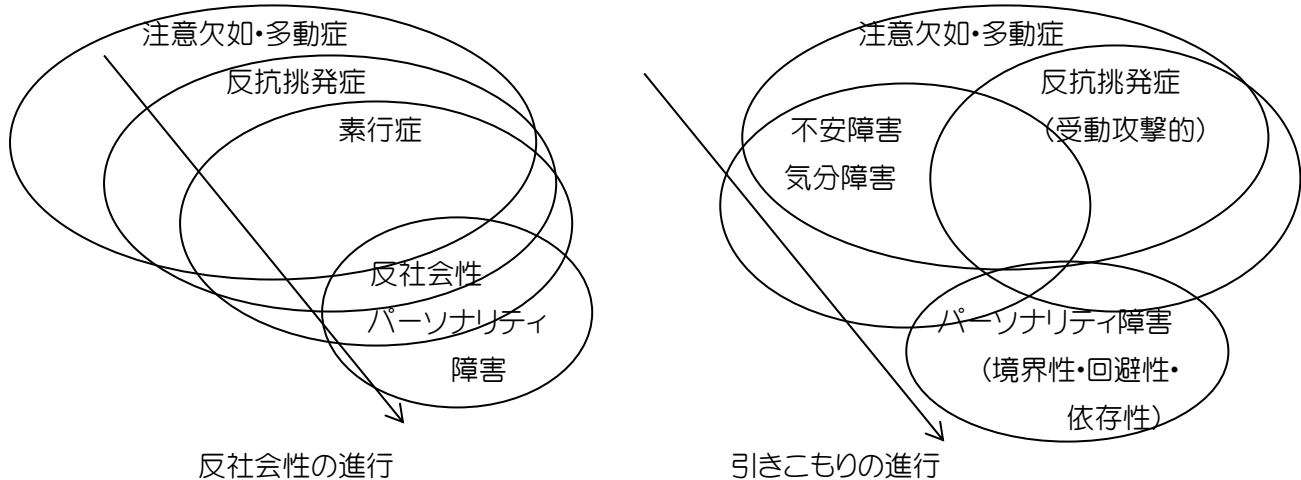 注意欠如・多動症
反抗挑発症
素行症
反社会性
パーソナリティ
障害
反社会性の進行
注意欠如・多動症
反抗挑発症
（受動攻撃的）
不安障害
気分障害
パーソナリティ障害
（境界性・回避性・
依存性）
引きこもりの進行